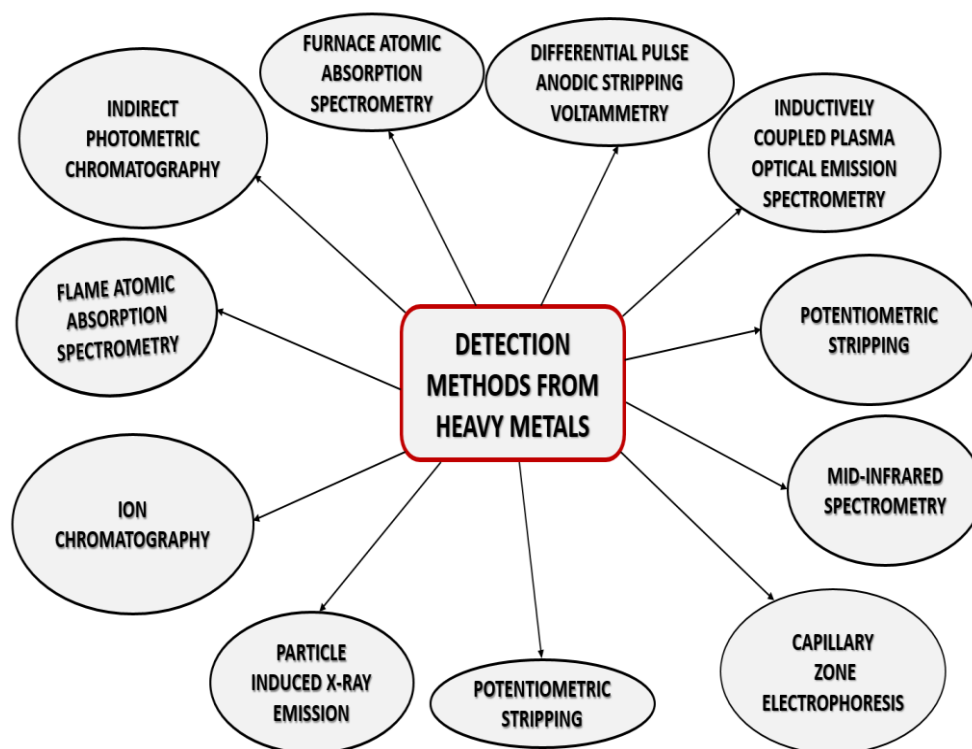 FURNACE ATOMIC
ABSORPTION
SPECTROMETRY
DIFFERENTIAL PULSE
ANODIC STRIPPING
VOLTAMMETRY
INDIRECT
PHOTOMETRIC
CHROMATOGRAPHY
INDUCTIVELY
COUPLED PLASMA
OPTICAL EMISSION
SPECTROMETRY
FLAME ATOMIC
ABSORPTION
SPECTROMETRY
POTENTIOMETRIC
STRIPPING
DETECTION
METHODS FROM
HEAVY METALS
MID-INFRARED
SPECTROMETRY
ION
CHROMATOGRAPHY
PARTICLE
INDUCED X-RAY
EMISSION
POTENTIOMETRIC
STRIPPING
CAPILLARY
ZONE
ELECTROPHORESIS